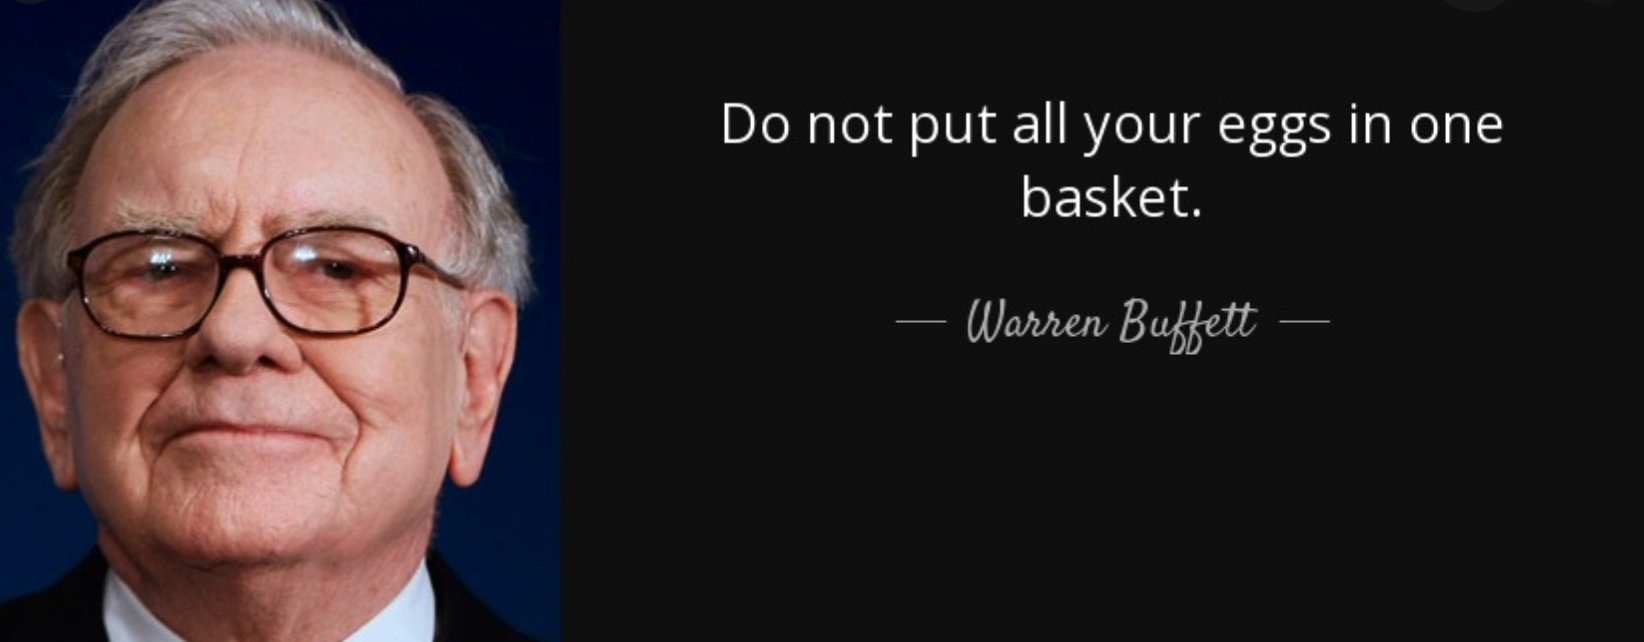 Do not put all your eggs in one
basket.
— Warren Buffett —